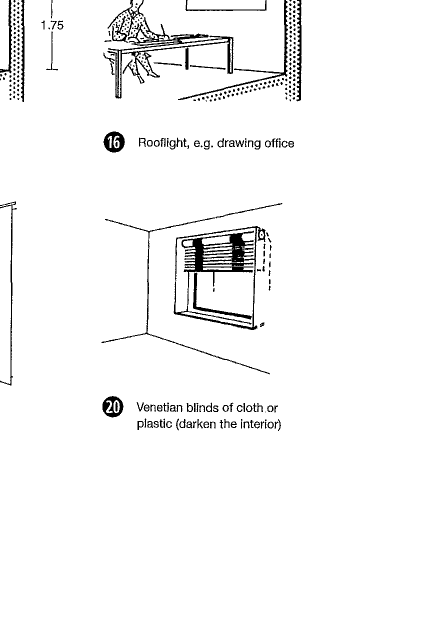 1.75
16 Rooflight, e.g. drawing office
20 Venetian blinds of cloth or
plastic (darken the interior)